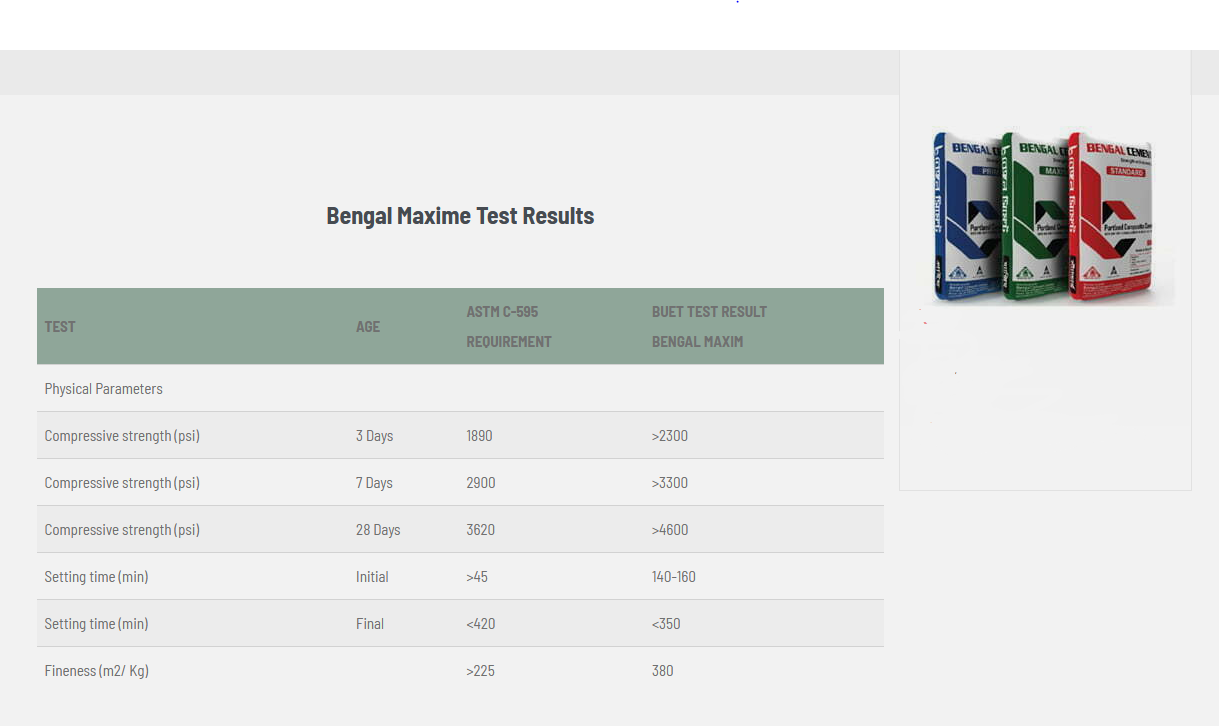 Bengal Maxime Test Results
TEST AGE ASTM C-595 REQUIREMENT BUET TEST RESULT BENGAL MAXIM
Physical Parameters
Compressive strength (psi) 3 Days 1890 >2300
Compressive strength (psi) 7 Days 2900 >3300
Compressive strength (psi) 28 Days 3620 >4600
Setting time (min) Initial >45 140-160
Setting time (min) Final <420 <350
Fineness (m2/ Kg) >225 380
BENGAL
BENGAL
BENGAL CEMENT
STANDARD
Portland Composite